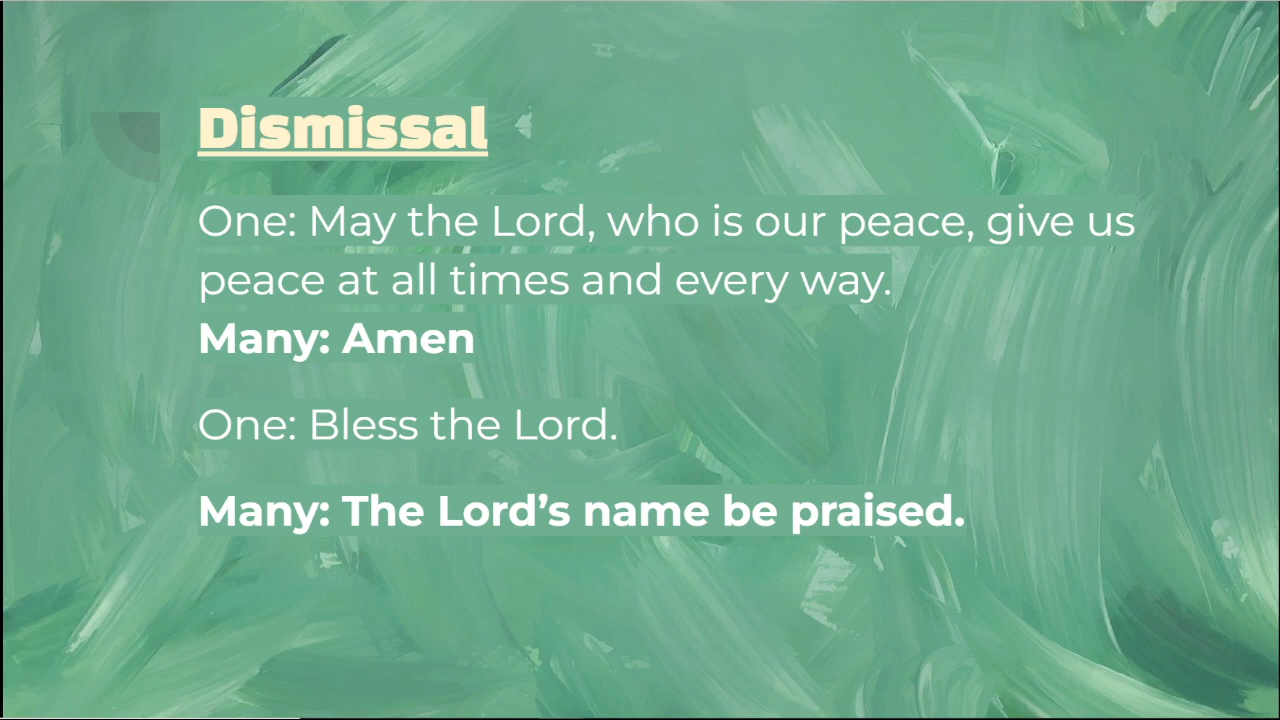 Dismissal
One: May the Lord, who is our peace, give us
peace at all times and every way.
Many: Amen
One: Bless the Lord.
Many: The Lord’s name be praised.